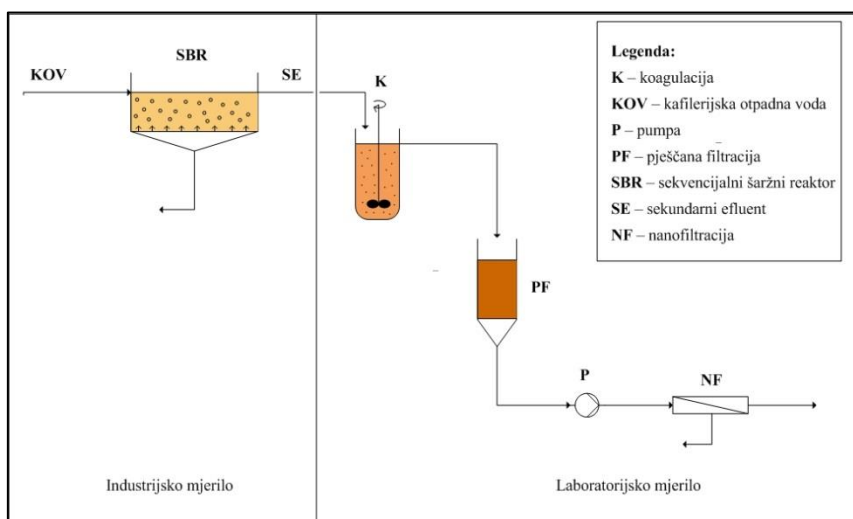 SBR
KOV
SE
K
PF
P
NF
Legenda:
K – koagulacija
KOV – kafilerijska otpadna voda
P – pumpa
PF – pješčana filtracija
SBR – sekvencijalni šaržni reaktor
SE – sekundarni efluent
NF – nanofiltracija
Industrijsko mjerilo
Laboratorijsko mjerilo